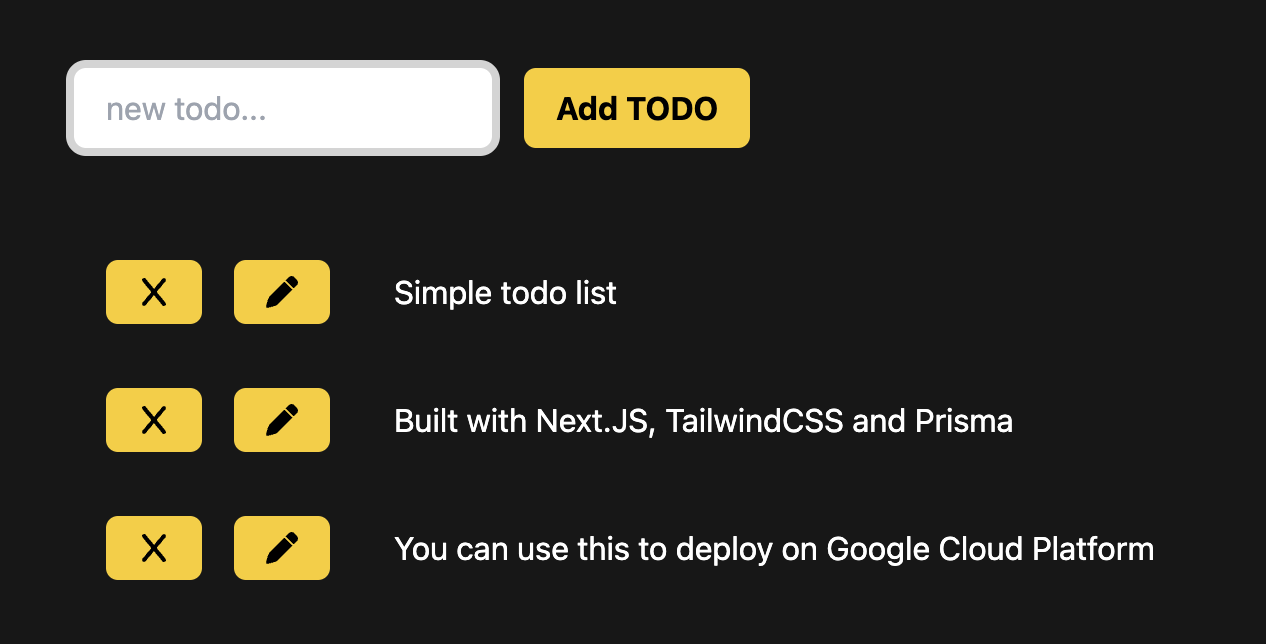 new todo...
Add TODO
Simple todo list
Built with Next.JS, TailwindCSS and Prisma
You can use this to deploy on Google Cloud Platform